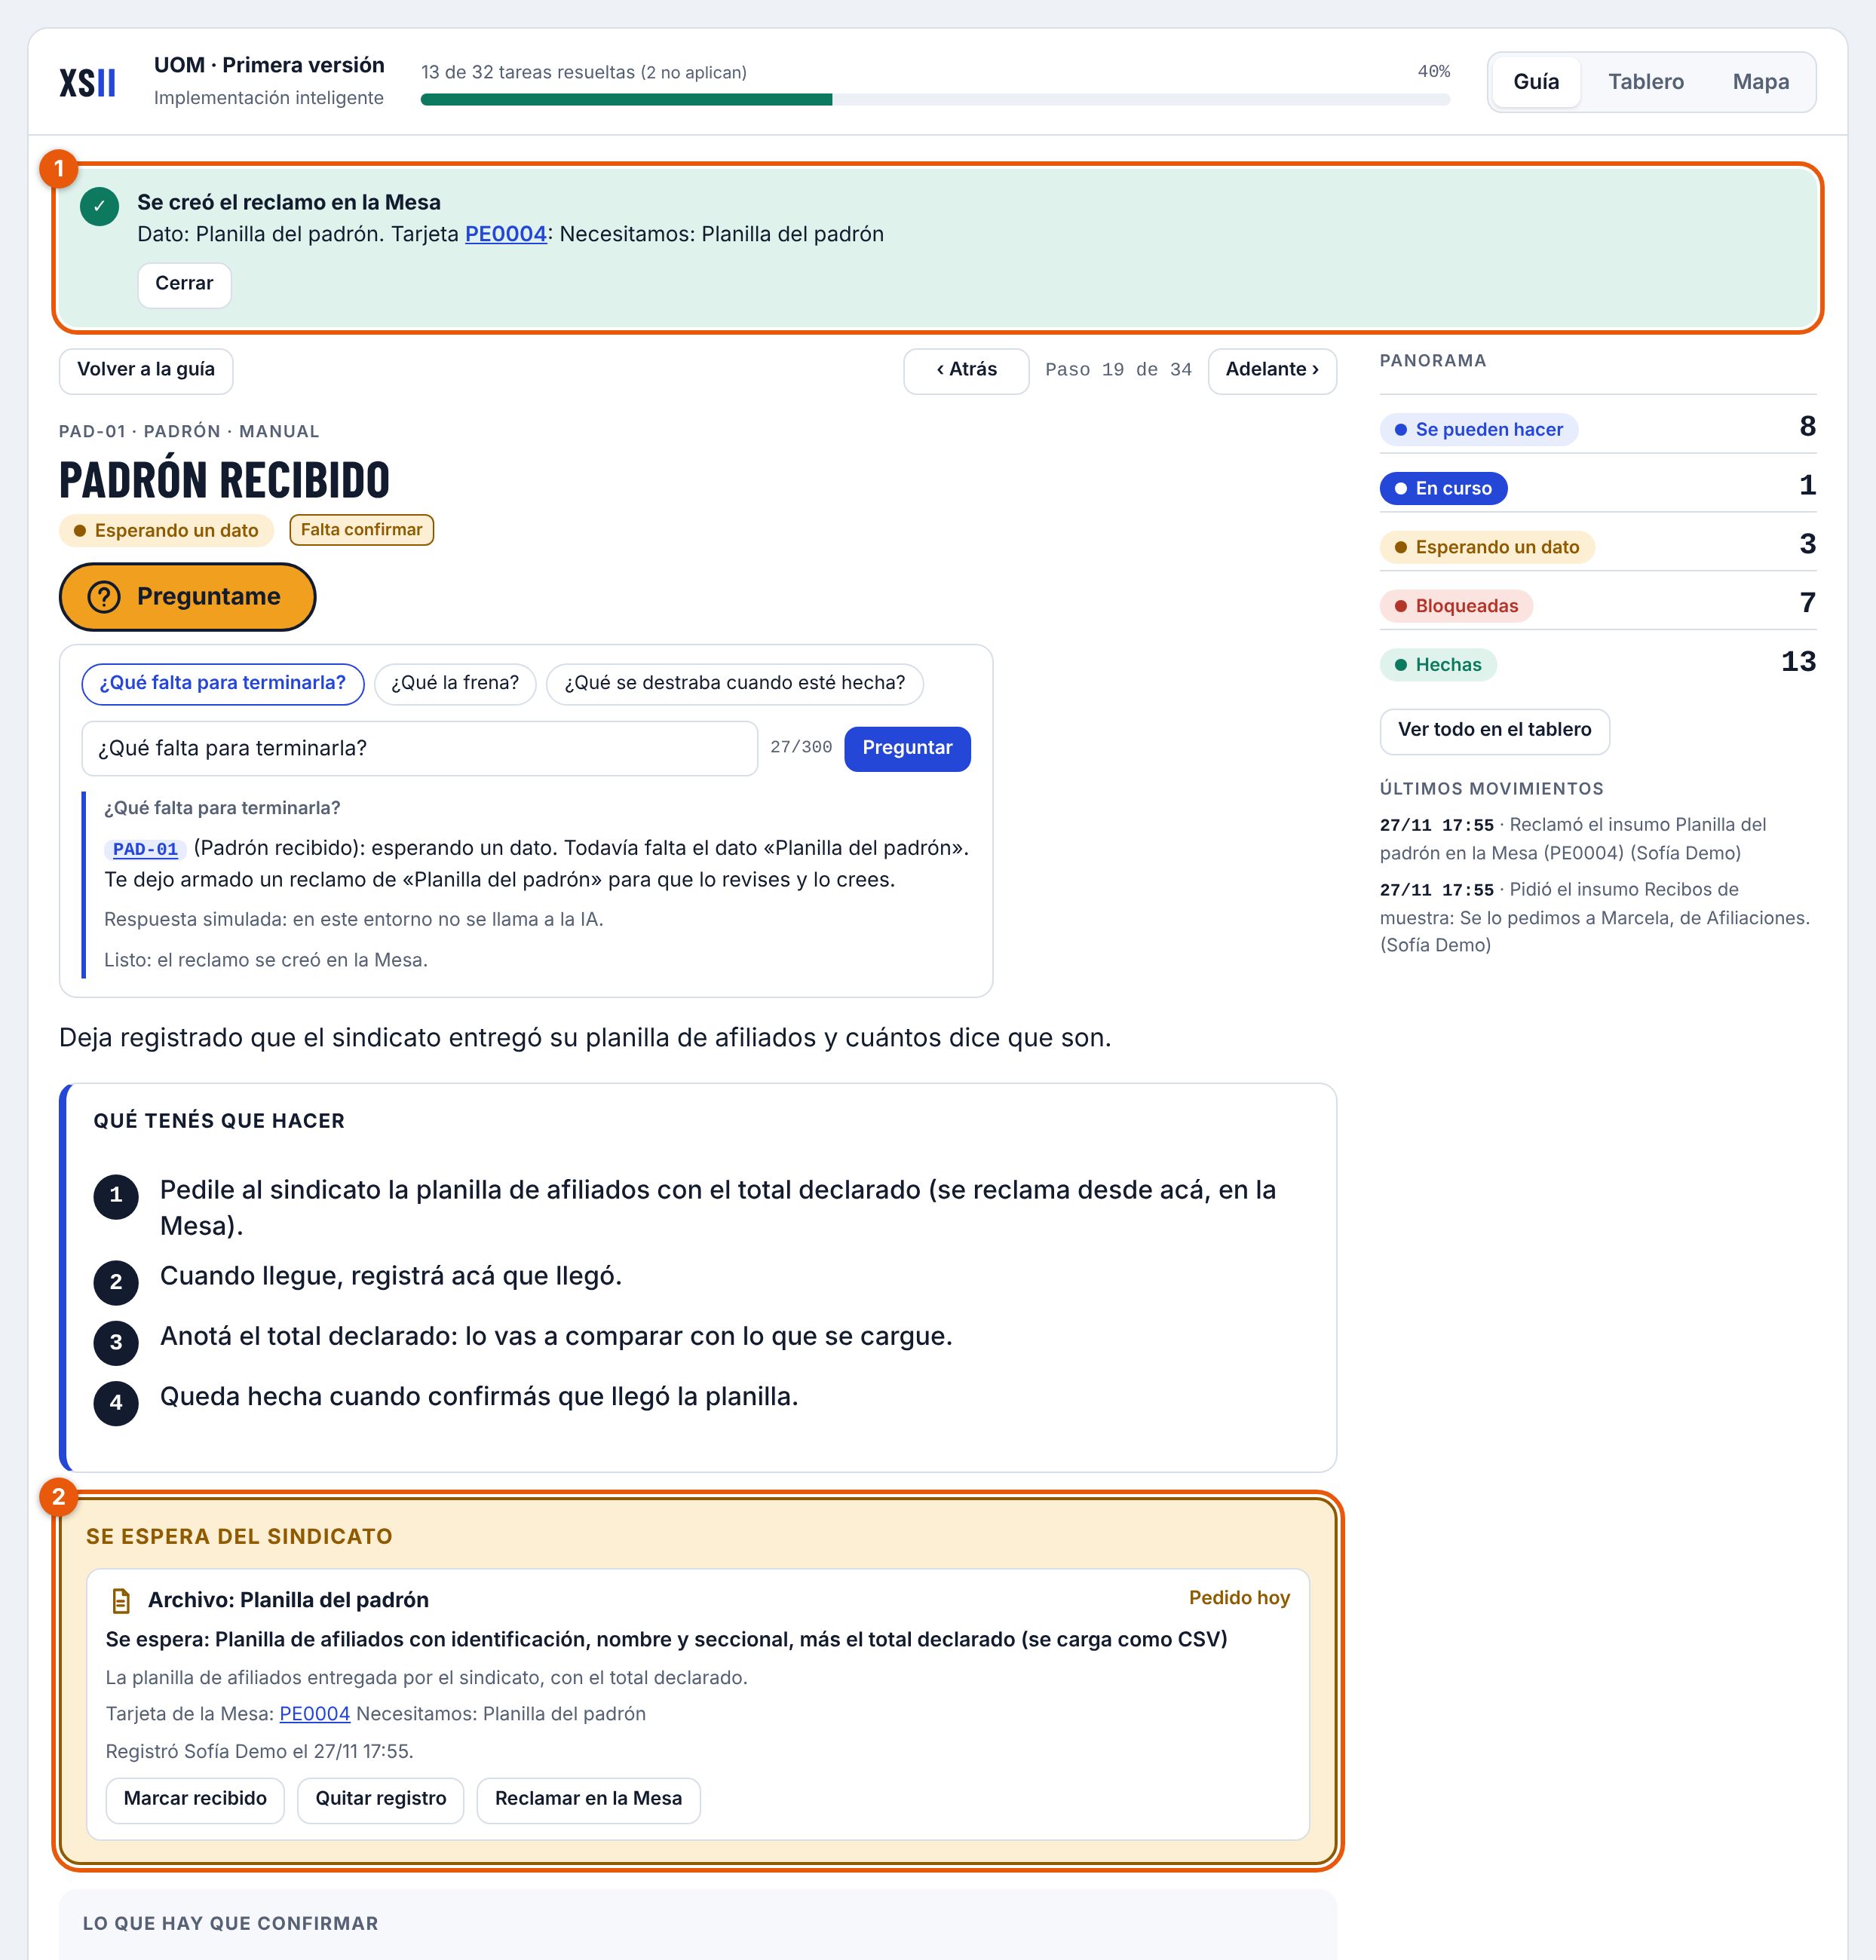 XSII
UOM · Primera versión
Implementación inteligente
13 de 32 tareas resueltas (2 no aplican)
40%
Guía
Tablero
Mapa
1
✓
Se creó el reclamo en la Mesa
Dato: Planilla del padrón. Tarjeta PE0004: Necesitamos: Planilla del padrón
Cerrar
Volver a la guía
‹ Atrás
Paso 19 de 34
Adelante ›
PAD-01 · PADRÓN · MANUAL
PADRÓN RECIBIDO
Esperando un dato
Falta confirmar
? Preguntame
¿Qué falta para terminarla?
¿Qué la frena?
¿Qué se destraba cuando esté hecha?
¿Qué falta para terminarla?
27/300
Preguntar
¿Qué falta para terminarla?
PAD-01 (Padrón recibido): esperando un dato. Todavía falta el dato «Planilla del padrón».
Te dejo armado un reclamo de «Planilla del padrón» para que lo revises y lo crees.
Respuesta simulada: en este entorno no se llama a la IA.
Listo: el reclamo se creó en la Mesa.
Deja registrado que el sindicato entregó su planilla de afiliados y cuántos dice que son.
QUÉ TENÉS QUE HACER
1 Pedile al sindicato la planilla de afiliados con el total declarado (se reclama desde acá, en la
Mesa).
2 Cuando llegue, registrá acá que llegó.
3 Anotá el total declarado: lo vas a comparar con lo que se cargue.
4 Queda hecha cuando confirmás que llegó la planilla.
2
SE ESPERA DEL SINDICATO
Archivo: Planilla del padrón
Pedido hoy
Se espera: Planilla de afiliados con identificación, nombre y seccional, más el total declarado (se carga como CSV)
La planilla de afiliados entregada por el sindicato, con el total declarado.
Tarjeta de la Mesa: PE0004 Necesitamos: Planilla del padrón
Registró Sofía Demo el 27/11 17:55.
Marcar recibido
Quitar registro
Reclamar en la Mesa
LO QUE HAY QUE CONFIRMAR
PANORAMA
Se pueden hacer 8
En curso 1
Esperando un dato 3
Bloqueadas 7
Hechas 13
Ver todo en el tablero
ÚLTIMOS MOVIMIENTOS
27/11 17:55 · Reclamó el insumo Planilla del
padrón en la Mesa (PE0004) (Sofía Demo)
27/11 17:55 · Pidió el insumo Recibos de
muestra: Se lo pedimos a Marcela, de Afiliaciones.
(Sofía Demo)